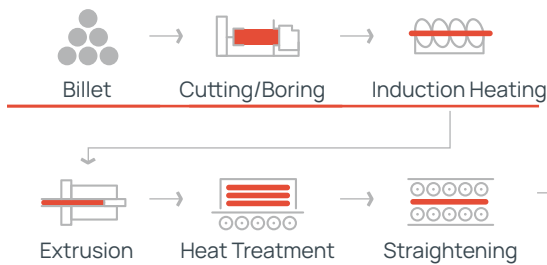 Billet
Cutting/Boring
Induction Heating
Extrusion
Heat Treatment
Straightening